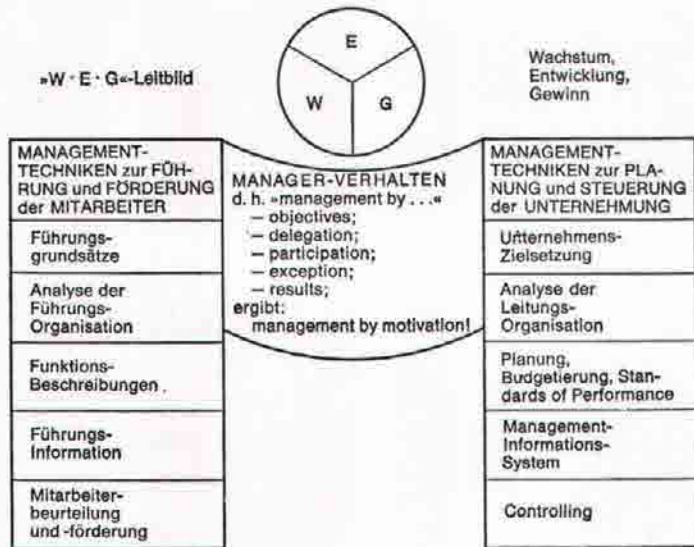 »W · E · G«-Leitbild
E
W
G
Wachstum,
Entwicklung,
Gewinn
MANAGEMENT-
TECHNIKEN zur FÜH-
RUNG und FÖRDERUNG
der MITARBEITER
Führungs-
grundsätze
Analyse der
Führungs-
Organisation
Funktions-
Beschreibungen
Führungs-
Information
Mitarbeiter-
beurteilung
und -förderung
MANAGER-VERHALTEN
d. h. »management by . . .«
— objectives;
— delegation;
— participation;
— exception;
— results;
ergibt:
management by motivation!
MANAGEMENT-
TECHNIKEN zur PLA-
NUNG und STEUERUNG
der UNTERNEHMUNG
Unternehmens-
Zielsetzung
Analyse der
Leitungs-
Organisation
Planung,
Budgetierung, Stan-
dards of Performance
Management-
Informations-
System
Controlling